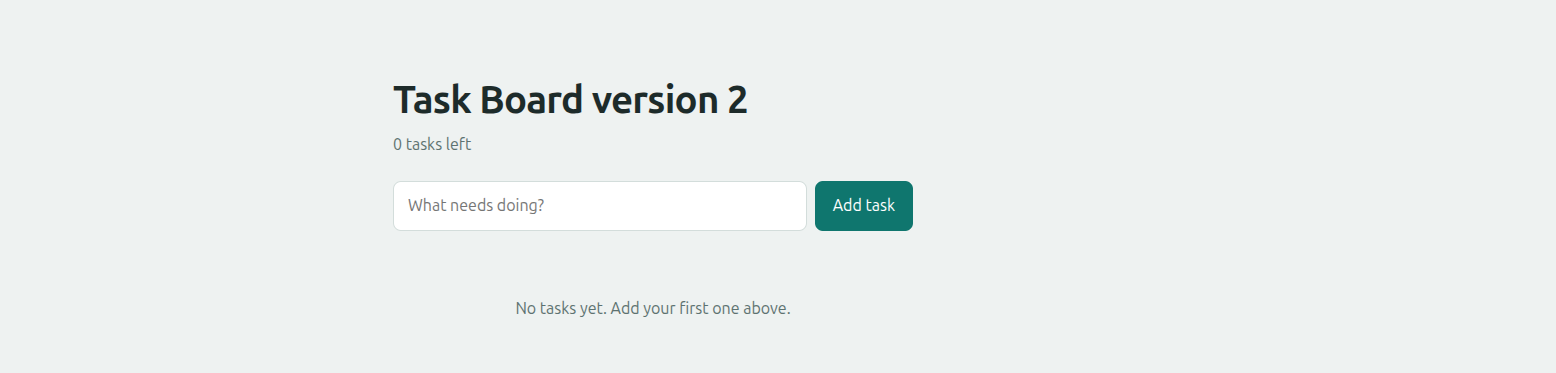 Task Board version 2
0 tasks left
What needs doing?
Add task
No tasks yet. Add your first one above.